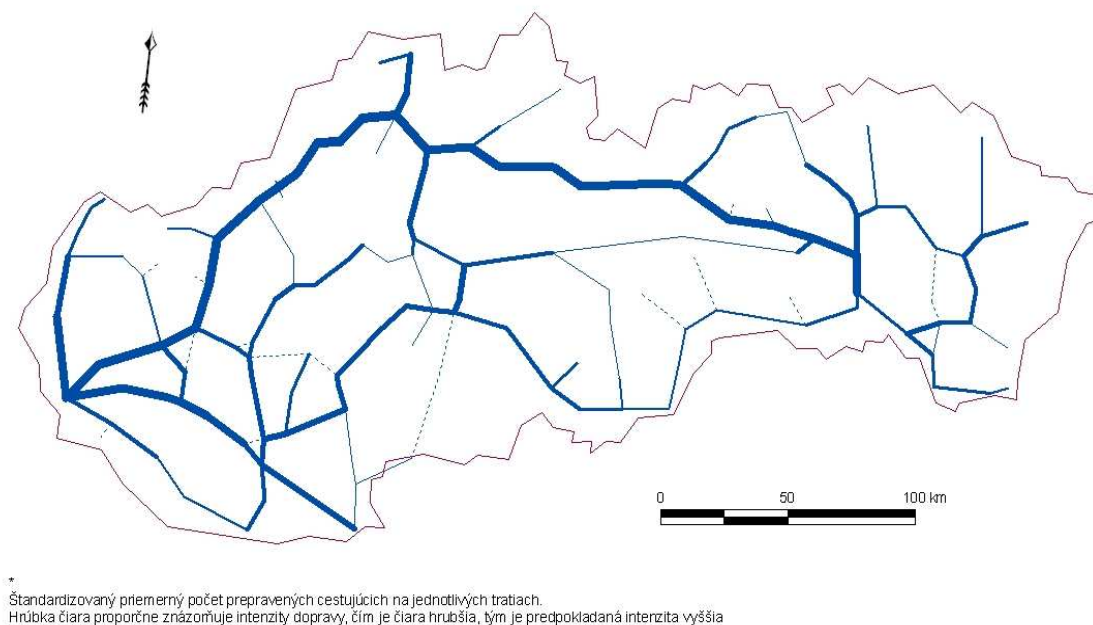 0 50 100 km
*
Štandardizovaný priemerný počet prepravených cestujúcich na jednotlivých tratiach.
Hrúbka čiara proporčne znázorňuje intenzity dopravy, čím je čiara hrubšia, tým je predpokladaná intenzita vyššia